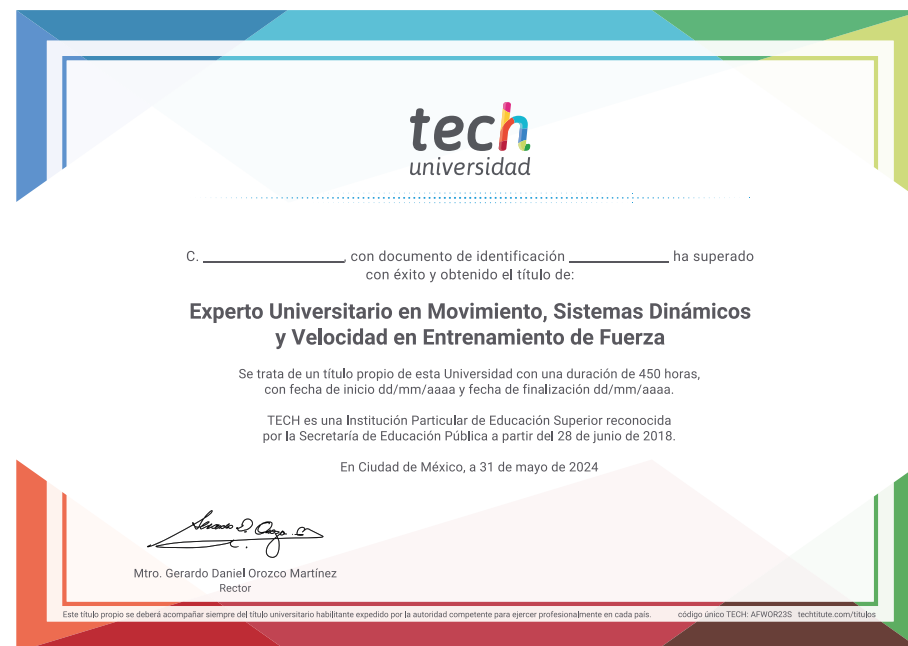 tech
universidad
C. ____________________, con documento de identificación ______________ ha superado
con éxito y obtenido el título de:
Experto Universitario en Movimiento, Sistemas Dinámicos
y Velocidad en Entrenamiento de Fuerza
Se trata de un título propio de esta Universidad con una duración de 450 horas,
con fecha de inicio dd/mm/aaaa y fecha de finalización dd/mm/aaaa.
TECH es una Institución Particular de Educación Superior reconocida
por la Secretaría de Educación Pública a partir del 28 de junio de 2018.
En Ciudad de México, a 31 de mayo de 2024
Mtro. Gerardo Daniel Orozco Martínez
Rector
Este título propio se deberá acompañar siempre del título universitario habilitante expedido por la autoridad competente para ejercer profesionalmente en cada país. código único TECH: AFWOR23S techtitute.com/titulos